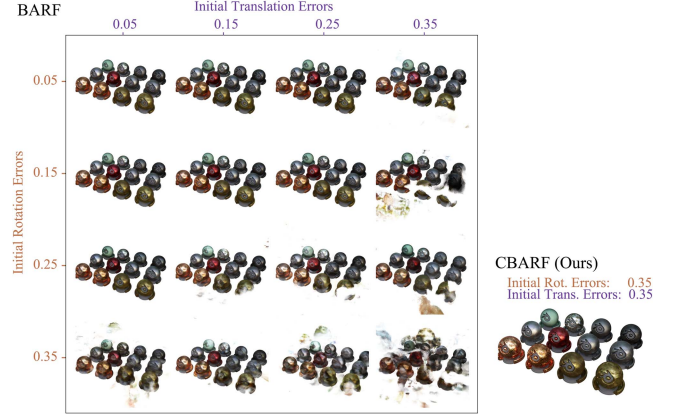 BARF
Initial Translation Errors
0.05 0.15 0.25 0.35
Initial Rotation Errors
0.05
0.15
0.25
0.35
CBARF (Ours)
Initial Rot. Errors: 0.35
Initial Trans. Errors: 0.35